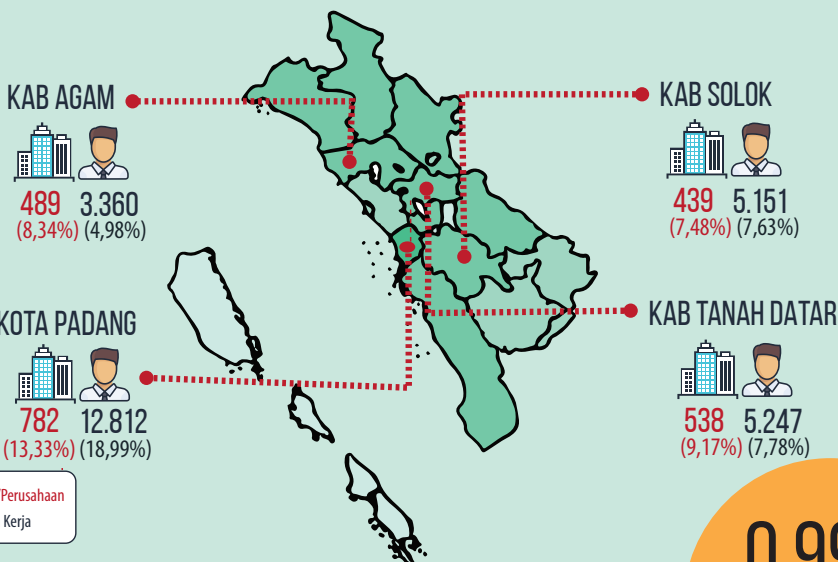 KAB AGAM
489 3.360
(8,34%) (4,98%)
KAB SOLOK
439 5.151
(7,48%) (7,63%)
KOTA PADANG
782 12.812
(13,33%) (18,99%)
KAB TANAH DATAR
538 5.247
(9,17%) (7,78%)
/Perusahaan
Kerja